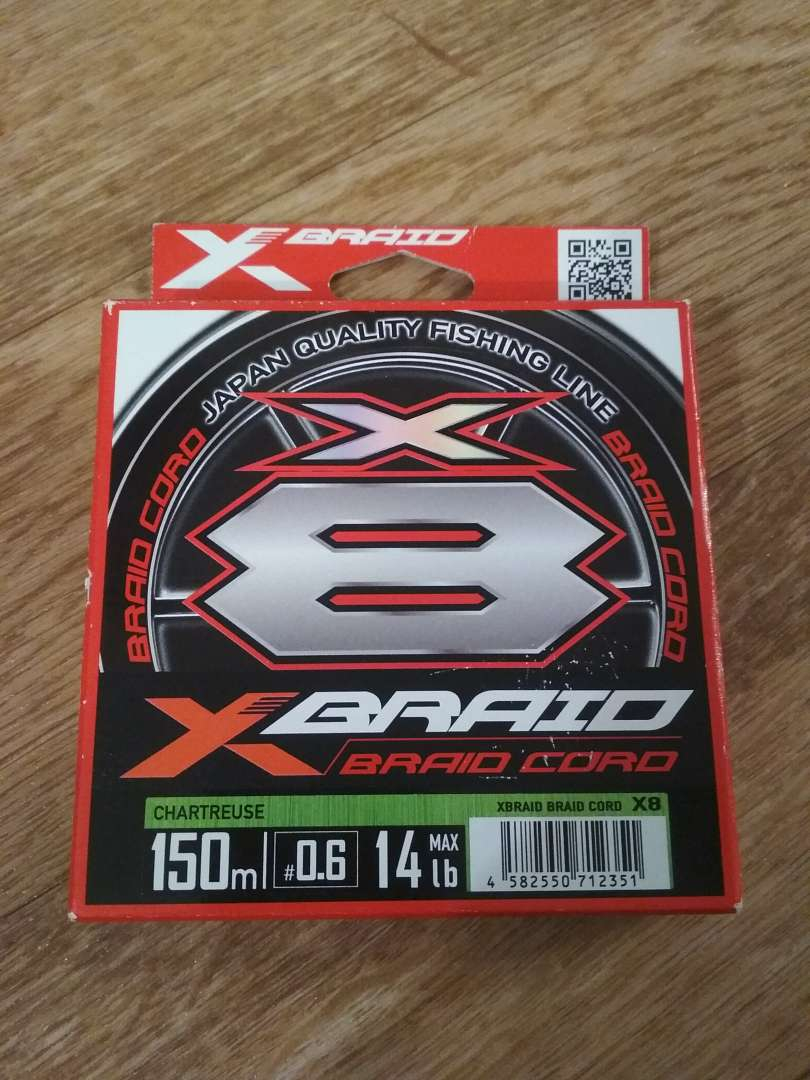 X BRAID
JAPAN QUALITY FISHING LINE
BRAID CORD
BRAID CORD
X
8
X BRAID
BRAID CORD
CHARTREUSE
XBRAID BRAID CORD X8
150m #0.6 14 MAX lb
4 582550 712351